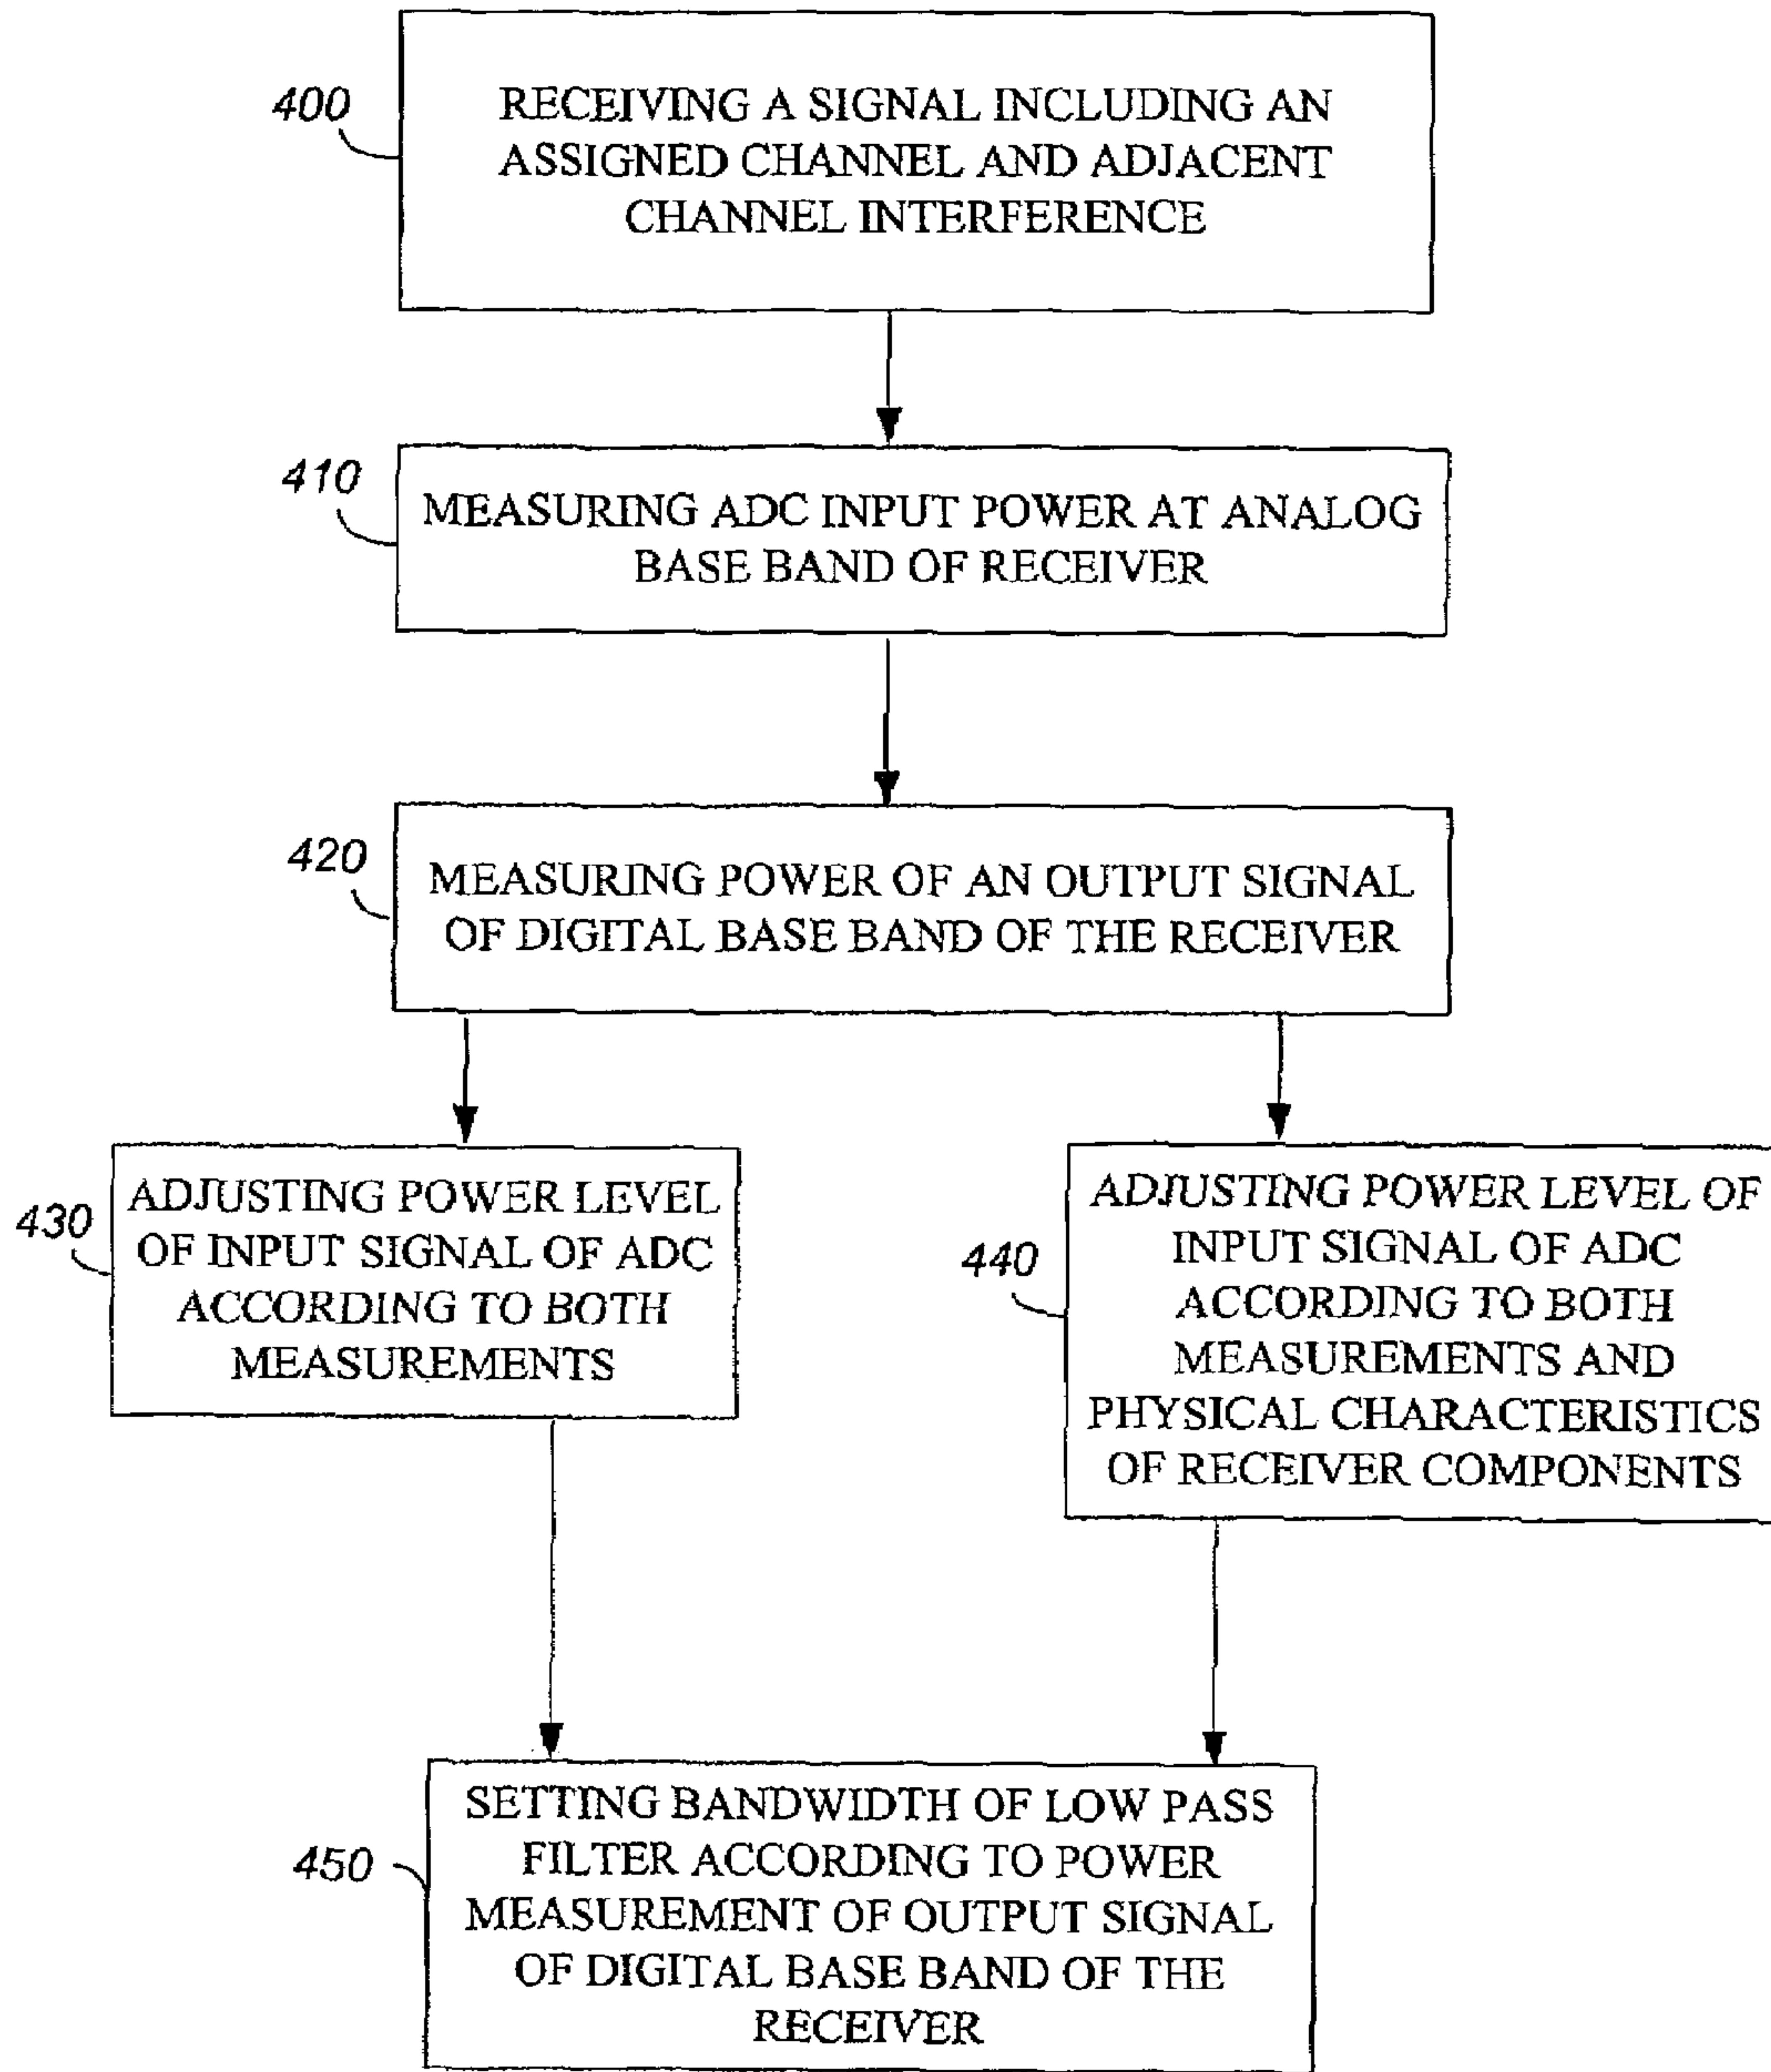 400
RECEIVING A SIGNAL INCLUDING AN
ASSIGNED CHANNEL AND ADJACENT
CHANNEL INTERFERENCE
410
MEASURING ADC INPUT POWER AT ANALOG
BASE BAND OF RECEIVER
420
MEASURING POWER OF AN OUTPUT SIGNAL
OF DIGITAL BASE BAND OF THE RECEIVER
430
ADJUSTING POWER LEVEL
OF INPUT SIGNAL OF ADC
ACCORDING TO BOTH
MEASUREMENTS
440
ADJUSTING POWER LEVEL OF
INPUT SIGNAL OF ADC
ACCORDING TO BOTH
MEASUREMENTS AND
PHYSICAL CHARACTERISTICS
OF RECEIVER COMPONENTS
450
SETTING BANDWIDTH OF LOW PASS
FILTER ACCORDING TO POWER
MEASUREMENT OF OUTPUT SIGNAL
OF DIGITAL BASE BAND OF THE
RECEIVER